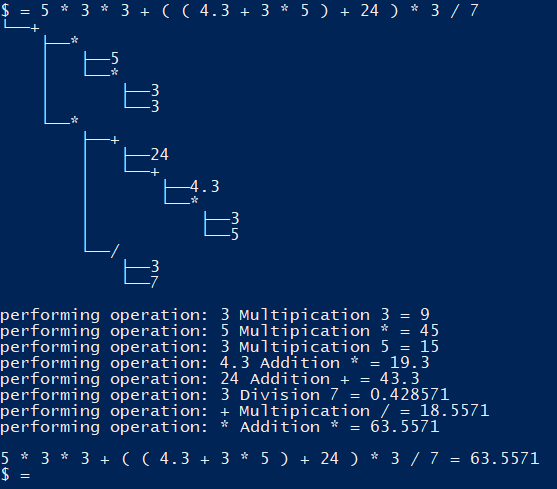 $ = 5 * 3 * 3 + ( ( 4.3 + 3 * 5 ) + 24 ) * 3 / 7
└──+
    ├──*
    │   ├──5
    │   └──*
    │       ├──3
    │       └──3
    └──*
        ├──+
        │   ├──24
        │   └──+
        │       ├──4.3
        │       └──*
        │           ├──3
        │           └──5
        └──/
            ├──3
            └──7
performing operation: 3 Multipication 3 = 9
performing operation: 5 Multipication * = 45
performing operation: 3 Multipication 5 = 15
performing operation: 4.3 Addition * = 19.3
performing operation: 24 Addition + = 43.3
performing operation: 3 Division 7 = 0.428571
performing operation: + Multipication / = 18.5571
performing operation: * Addition * = 63.5571
5 * 3 * 3 + ( ( 4.3 + 3 * 5 ) + 24 ) * 3 / 7 = 63.5571
$ =